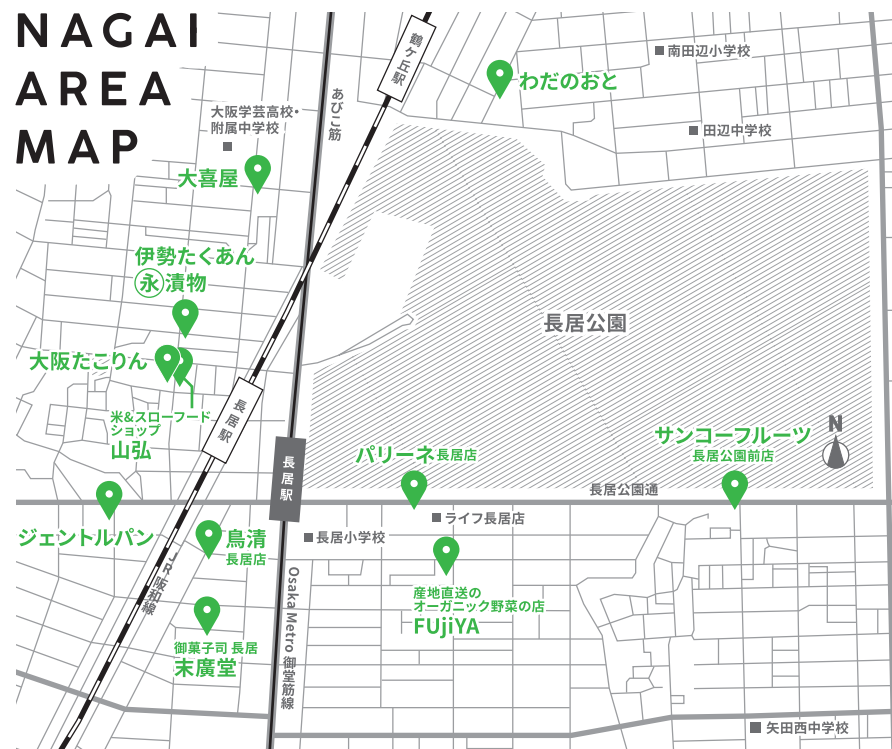 NAGAI
AREA
MAP
鶴ケ丘駅
わだのおと
南田辺小学校
あびこ筋
大阪学芸高校・
附属中学校
田辺中学校
大喜屋
伊勢たくあん
永漬物
長居公園
大阪たこりん
米&スローフード
ショップ
山弘
長居駅
長居駅
パリーネ長居店
サンコーフルーツ
長居公園前店
N
長居公園通
ジェントルパン
鳥清
長居店
ライフ長居店
長居小学校
JR阪和線
Osaka Metro 御堂筋線
産地直送の
オーガニック野菜の店
FUjiYA
御菓子司 長居
末廣堂
矢田西中学校